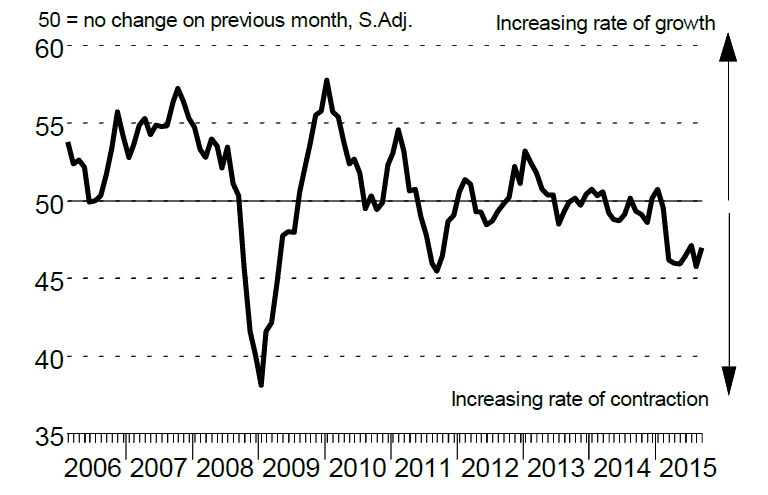 50 = no change on previous month, S.Adj.
Increasing rate of growth
60
55
50
45
40
Increasing rate of contraction
35
2006 2007 2008 2009 2010 2011 2012 2013 2014 2015